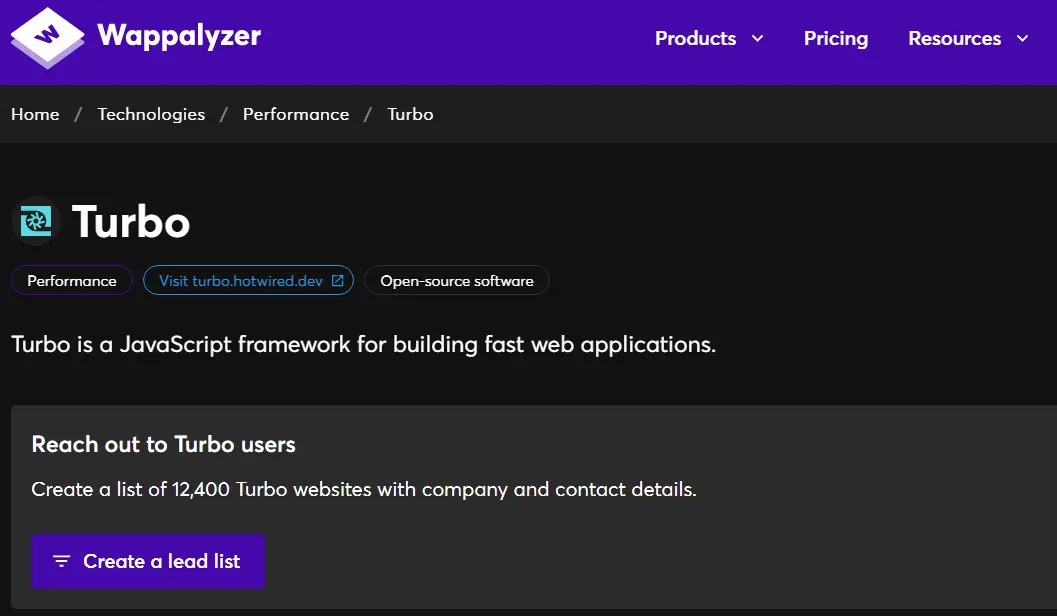 Wappalyzer
Products Pricing Resources
Home / Technologies / Performance / Turbo
Turbo
Performance Visit turbo.hotwired.dev Open-source software
Turbo is a JavaScript framework for building fast web applications.
Reach out to Turbo users
Create a list of 12,400 Turbo websites with company and contact details.
Create a lead list